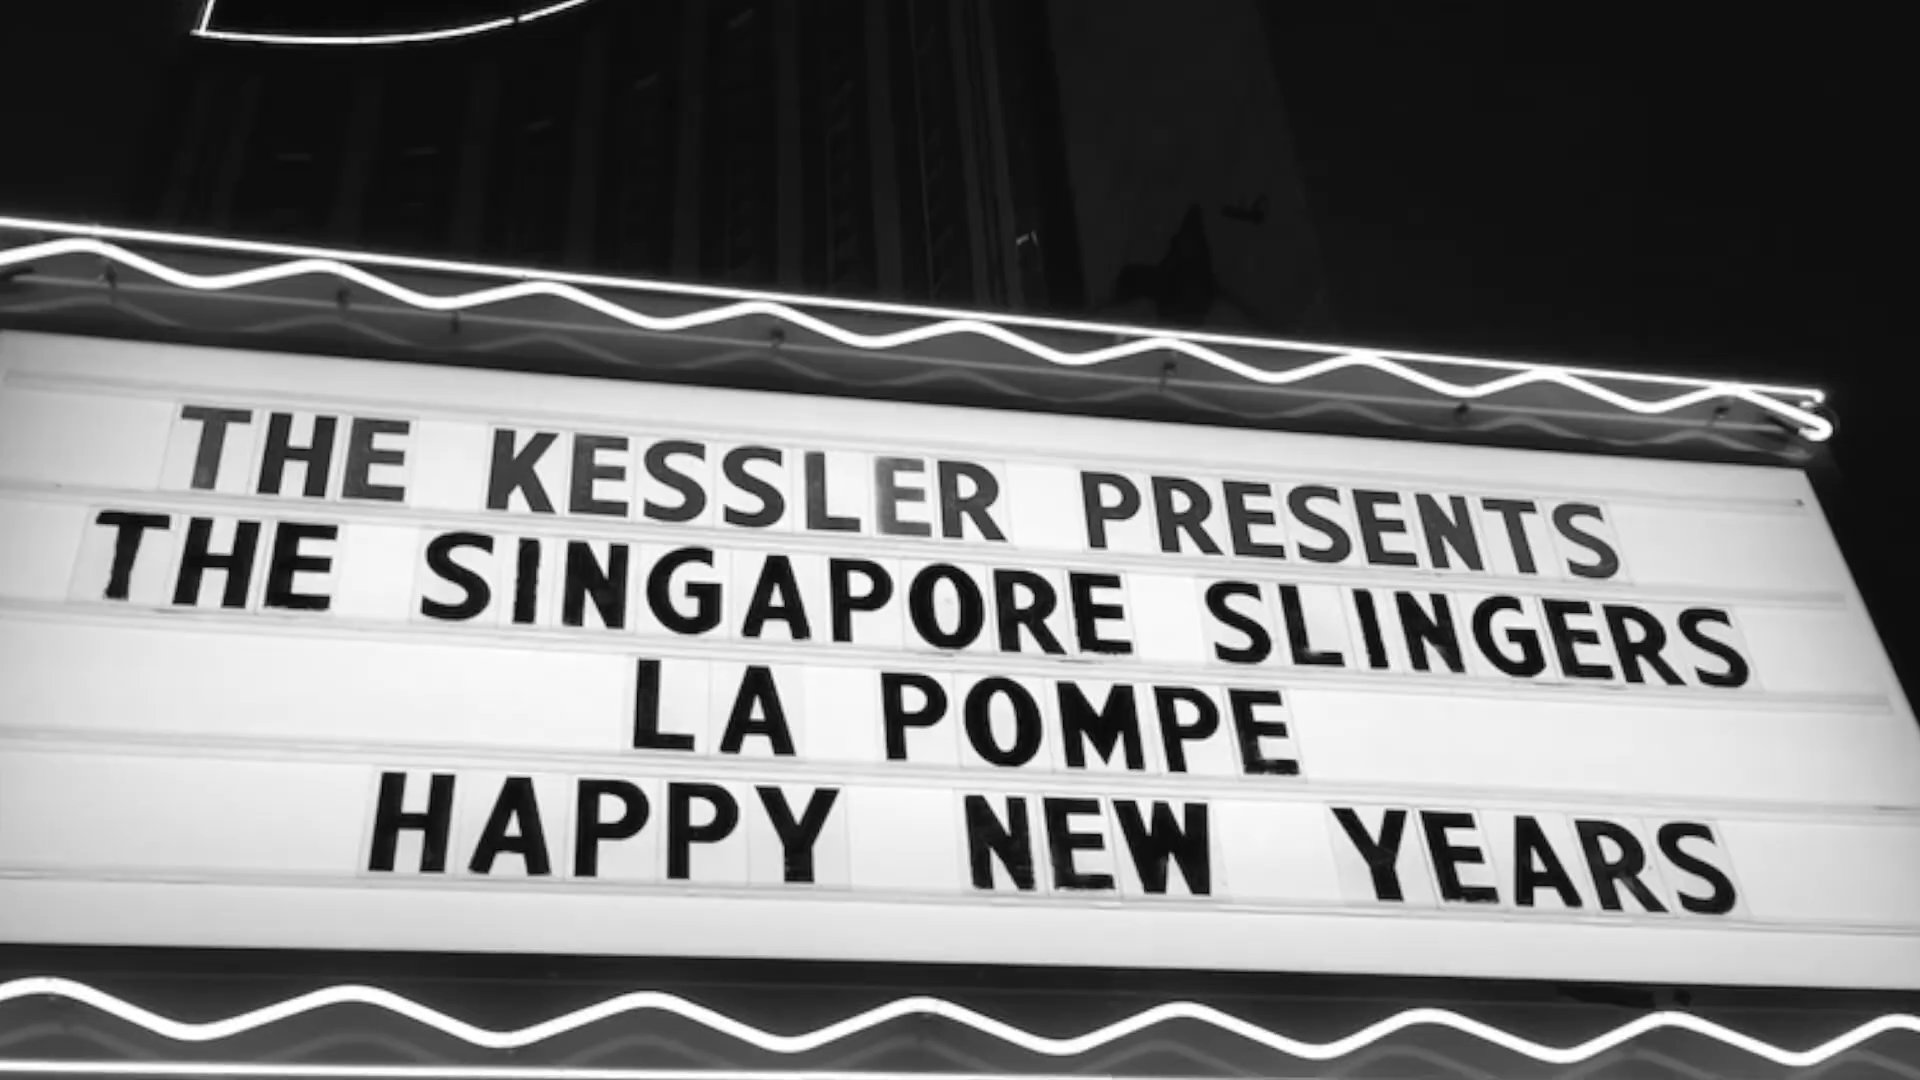 THE KESSLER PRESENTS
THE SINGAPORE SLINGERS
LA POMPE
HAPPY NEW YEARS